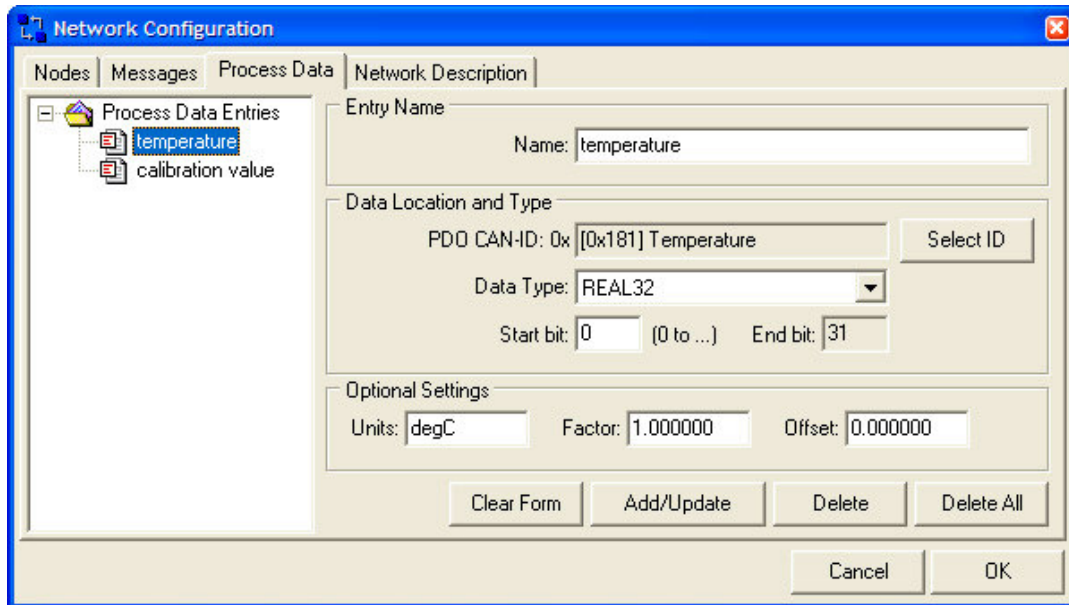 Network Configuration
Nodes Messages Process Data Network Description
Process Data Entries
temperature
calibration value
Entry Name
Name: temperature
Data Location and Type
PDO CAN-ID: 0x [0x181] Temperature Select ID
Data Type: REAL32
Start bit: 0 (0 to ...) End bit: 31
Optional Settings
Units: degC Factor: 1.000000 Offset: 0.000000
Clear Form Add/Update Delete Delete All
Cancel OK